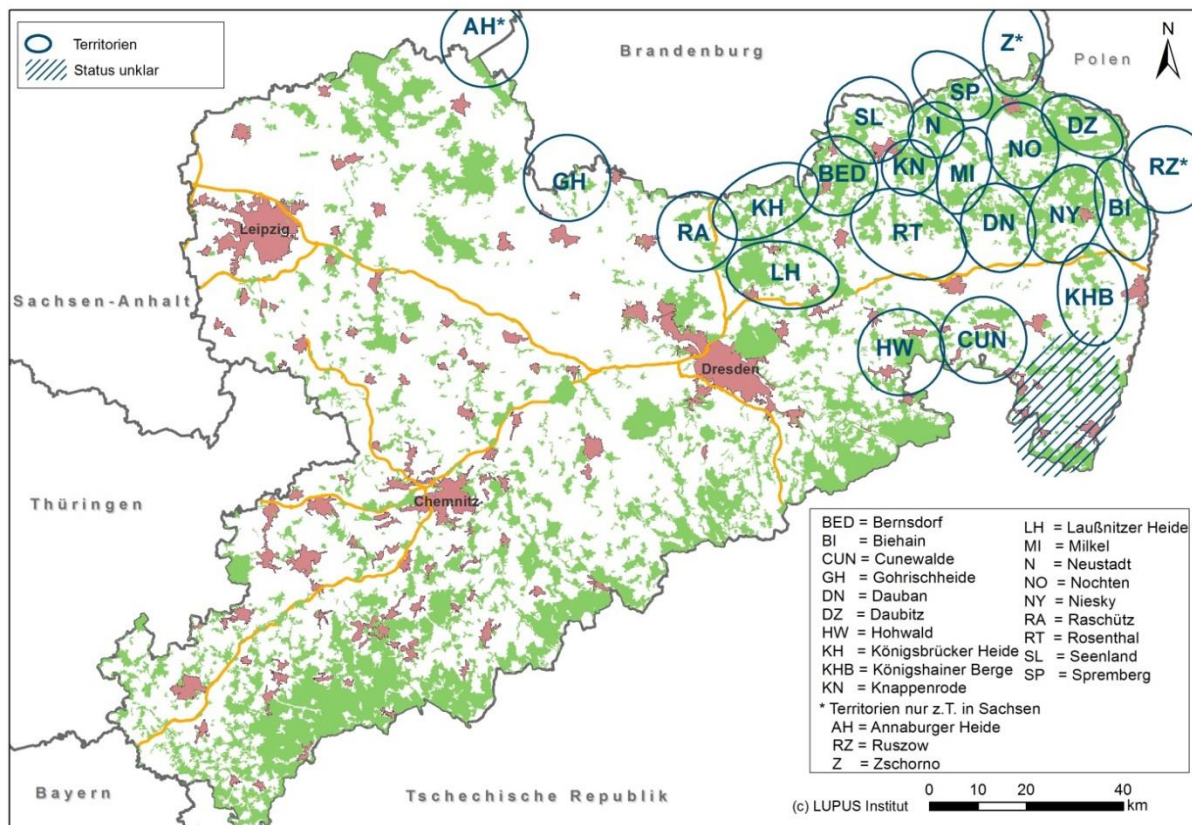 Territorien
Status unklar
AH*
Brandenburg
Z*
Polen
N
SP
SL
N
DZ
NO
GH
BED
KN
MI
RZ*
KH
NY
BI
RA
RT
DN
Leipzig
LH
Sachsen-Anhalt
KHB
HW
CUN
Dresden
Thüringen
Chemnitz
BED = Bernsdorf
BI = Biehain
CUN = Cunewalde
GH = Gohrischheide
DN = Dauban
DZ = Daubitz
HW = Hohwald
KH = Königsbrücker Heide
KHB = Königshainer Berge
KN = Knappenrode
LH = Laußnitzer Heide
MI = Milkel
N = Neustadt
NO = Nochten
NY = Niesky
RA = Raschütz
RT = Rosenthal
SL = Seenland
SP = Spremberg
* Territorien nur z.T. in Sachsen
AH = Annaburger Heide
RZ = Ruszow
Z = Zschorno
Bayern
Tschechische Republik
(c) LUPUS Institut
0 10 20 40
km